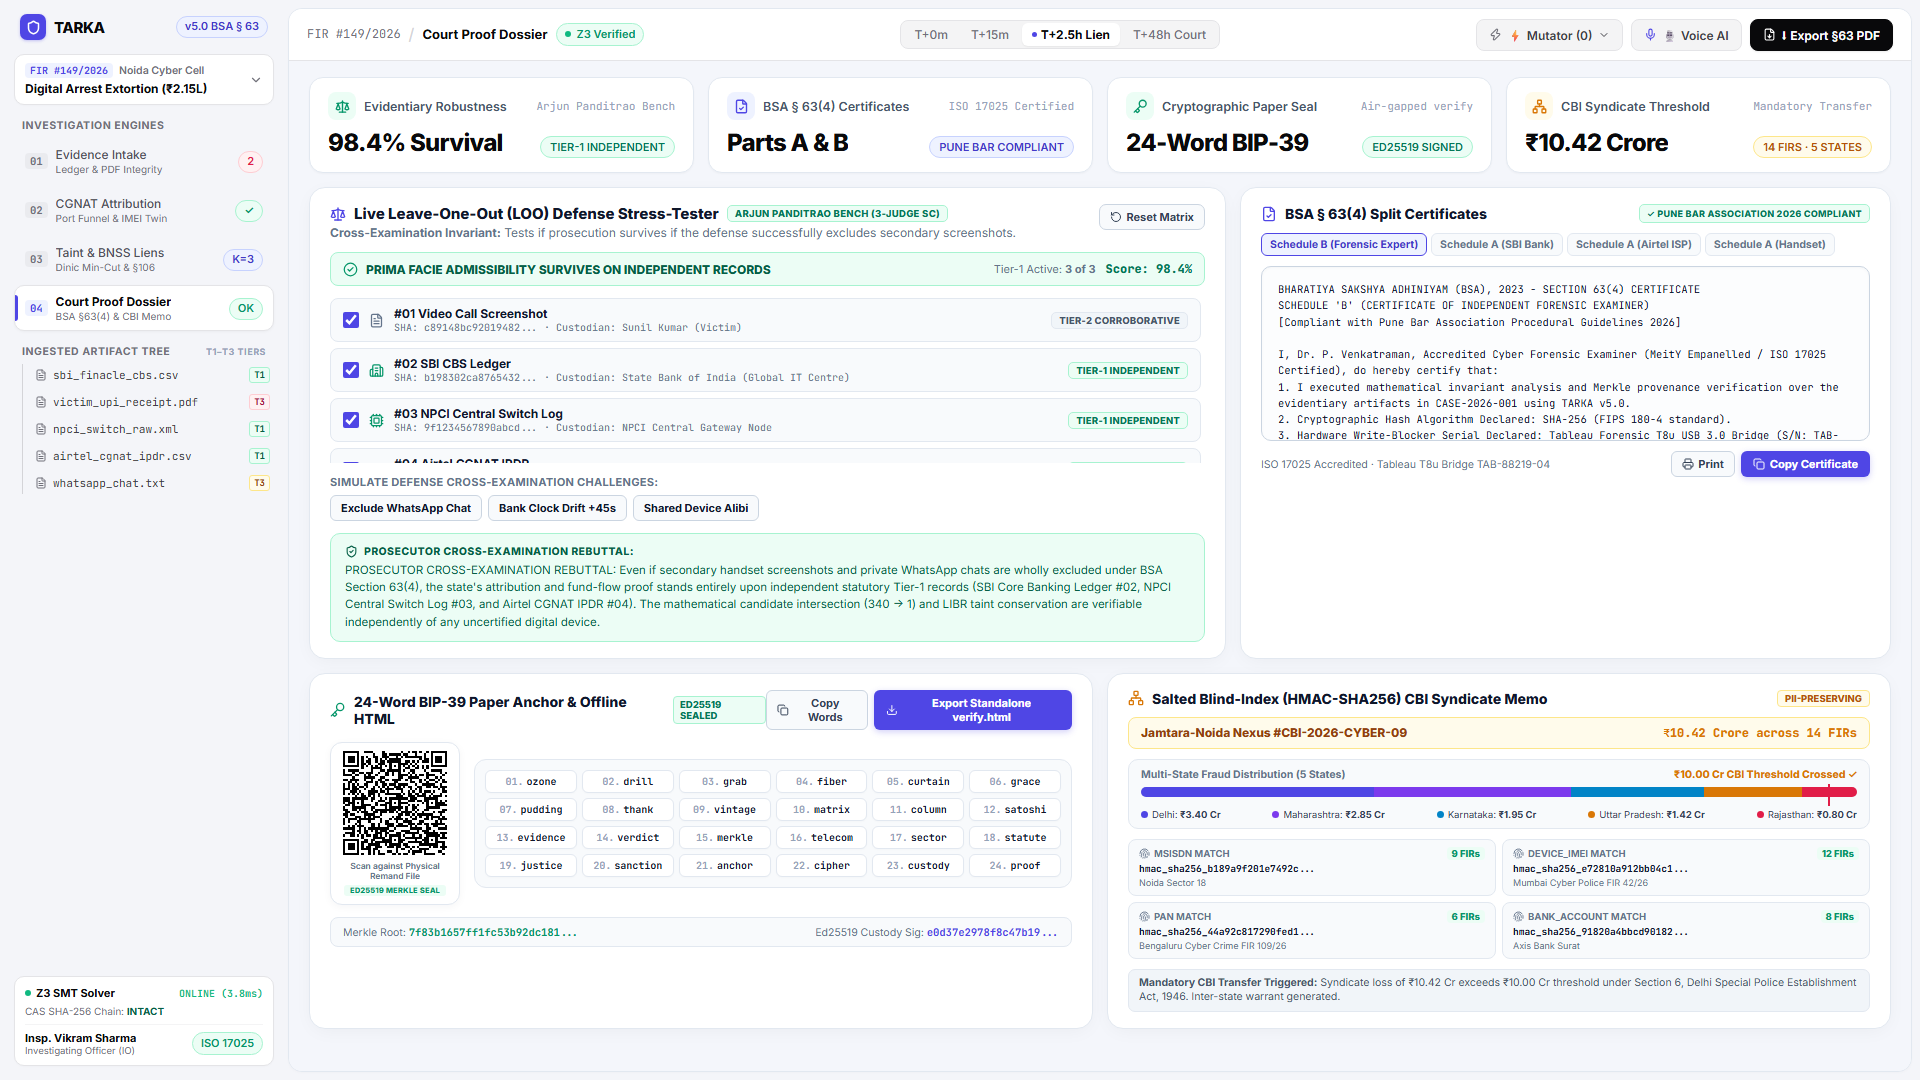 TARKA
v5.0 BSA § 63
FIR #149/2026 Noida Cyber Cell
Digital Arrest Extortion (₹2.15L)
INVESTIGATION ENGINES
01 Evidence Intake
Ledger & PDF Integrity
2
02 CGNAT Attribution
Port Funnel & IMEI Twin
✓
03 Taint & BNSS Liens
Dinic Min-Cut & §106
K=3
04 Court Proof Dossier
BSA §63(4) & CBI Memo
OK
INGESTED ARTIFACT TREE T1–T3 TIERS
sbi_finacle_cbs.csv T1
victim_upi_receipt.pdf T3
npci_switch_raw.xml T1
airtel_cgnat_ipdr.csv T1
whatsapp_chat.txt T3
Z3 SMT Solver ONLINE (3.8ms)
CAS SHA-256 Chain: INTACT
Insp. Vikram Sharma
Investigating Officer (IO)
ISO 17025
FIR #149/2026 / Court Proof Dossier Z3 Verified
T+0m T+15m T+2.5h Lien T+48h Court
Mutator (0) Voice AI ⬇ Export §63 PDF
Evidentiary Robustness Arjun Panditrao Bench
98.4% Survival TIER-1 INDEPENDENT
BSA § 63(4) Certificates ISO 17025 Certified
Parts A & B PUNE BAR COMPLIANT
Cryptographic Paper Seal Air-gapped verify
24-Word BIP-39 ED25519 SIGNED
CBI Syndicate Threshold Mandatory Transfer
₹10.42 Crore 14 FIRS · 5 STATES
Live Leave-One-Out (LOO) Defense Stress-Tester ARJUN PANDITRAO BENCH (3-JUDGE SC)
Cross-Examination Invariant: Tests if prosecution survives if the defense successfully excludes secondary screenshots.
Reset Matrix
PRIMA FACIE ADMISSIBILITY SURVIVES ON INDEPENDENT RECORDS Tier-1 Active: 3 of 3 Score: 98.4%
#01 Video Call Screenshot
SHA: c89148bc92019482... · Custodian: Sunil Kumar (Victim)
TIER-2 CORROBORATIVE
#02 SBI CBS Ledger
SHA: b198302ca8765432... · Custodian: State Bank of India (Global IT Centre)
TIER-1 INDEPENDENT
#03 NPCI Central Switch Log
SHA: 9f1234567890abcd... · Custodian: NPCI Central Gateway Node
TIER-1 INDEPENDENT
#04 Airtel CGNAT IPDR
SIMULATE DEFENSE CROSS-EXAMINATION CHALLENGES:
Exclude WhatsApp Chat Bank Clock Drift +45s Shared Device Alibi
PROSECUTOR CROSS-EXAMINATION REBUTTAL:
PROSECUTOR CROSS-EXAMINATION REBUTTAL: Even if secondary handset screenshots and private WhatsApp chats are wholly excluded under BSA
Section 63(4), the state's attribution and fund-flow proof stands entirely upon independent statutory Tier-1 records (SBI Core Banking Ledger #02, NPCI
Central Switch Log #03, and Airtel CGNAT IPDR #04). The mathematical candidate intersection (340 → 1) and LIBR taint conservation are verifiable
independently of any uncertified digital device.
BSA § 63(4) Split Certificates ✓ PUNE BAR ASSOCIATION 2026 COMPLIANT
Schedule B (Forensic Expert) Schedule A (SBI Bank) Schedule A (Airtel ISP) Schedule A (Handset)
BHARATIYA SAKSHYA ADHINIYAM (BSA), 2023 - SECTION 63(4) CERTIFICATE
SCHEDULE 'B' (CERTIFICATE OF INDEPENDENT FORENSIC EXAMINER)
[Compliant with Pune Bar Association Procedural Guidelines 2026]
I, Dr. P. Venkatraman, Accredited Cyber Forensic Examiner (MeitY Empanelled / ISO 17025
Certified), do hereby certify that:
1. I executed mathematical invariant analysis and Merkle provenance verification over the
evidentiary artifacts in CASE-2026-001 using TARKA v5.0.
2. Cryptographic Hash Algorithm Declared: SHA-256 (FIPS 180-4 standard).
3. Hardware Write-Blocker Serial Declared: Tableau Forensic T8u USB 3.0 Bridge (S/N: TAB-
ISO 17025 Accredited · Tableau T8u Bridge TAB-88219-04
Print Copy Certificate
24-Word BIP-39 Paper Anchor & Offline
HTML
ED25519
SEALED
Copy
Words
Export Standalone
verify.html
Scan against Physical
Remand File
ED25519 MERKLE SEAL
01. ozone 02. drill 03. grab 04. fiber 05. curtain 06. grace
07. pudding 08. thank 09. vintage 10. matrix 11. column 12. satoshi
13. evidence 14. verdict 15. merkle 16. telecom 17. sector 18. statute
19. justice 20. sanction 21. anchor 22. cipher 23. custody 24. proof
Merkle Root: 7f83b1657ff1fc53b92dc181... Ed25519 Custody Sig: e0d37e2978f8c47b19...
Salted Blind-Index (HMAC-SHA256) CBI Syndicate Memo PII-PRESERVING
Jamtara-Noida Nexus #CBI-2026-CYBER-09 ₹10.42 Crore across 14 FIRs
Multi-State Fraud Distribution (5 States) ₹10.00 Cr CBI Threshold Crossed ✓
Delhi: ₹3.40 Cr Maharashtra: ₹2.85 Cr Karnataka: ₹1.95 Cr Uttar Pradesh: ₹1.42 Cr Rajasthan: ₹0.80 Cr
MSISDN MATCH 9 FIRs
hmac_sha256_b189a9f201e7492c...
Noida Sector 18
DEVICE_IMEI MATCH 12 FIRs
hmac_sha256_e72810a912bb04c1...
Mumbai Cyber Police FIR 42/26
PAN MATCH 6 FIRs
hmac_sha256_44a92c817290fed1...
Bengaluru Cyber Crime FIR 109/26
BANK_ACCOUNT MATCH 8 FIRs
hmac_sha256_91820a4bbcd90182...
Axis Bank Surat
Mandatory CBI Transfer Triggered: Syndicate loss of ₹10.42 Cr exceeds ₹10.00 Cr threshold under Section 6, Delhi Special Police Establishment
Act, 1946. Inter-state warrant generated.